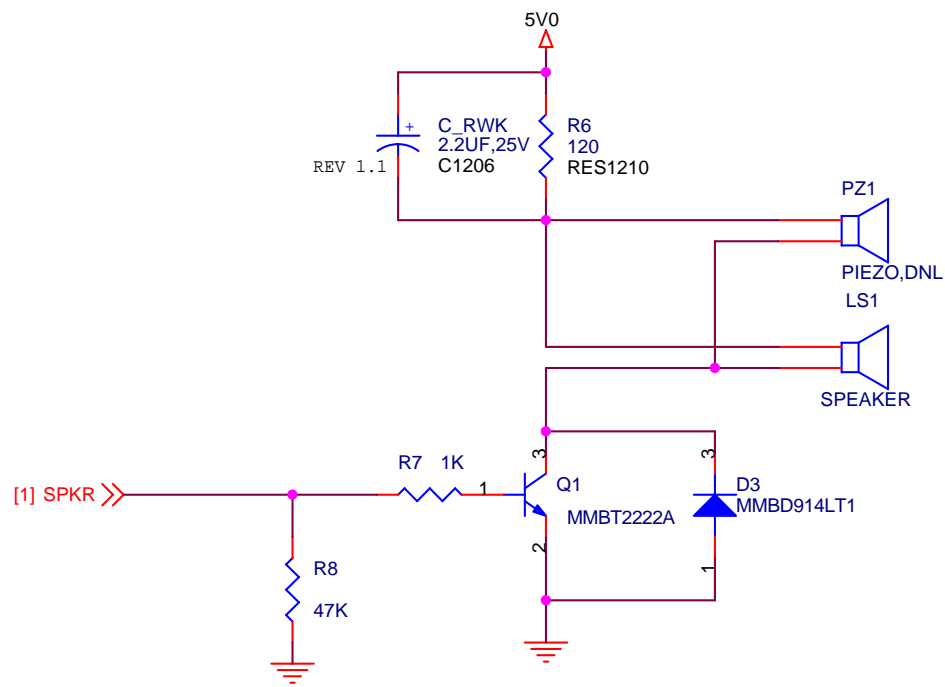 5V0
+
C_RWK
2.2UF,25V
C1206
REV 1.1
R6
120
RES1210
PZ1
PIEZO,DNL
LS1
SPEAKER
[1] SPKR
R7 1K
1
3
Q1
MMBT2222A
2
3
D3
MMBD914LT1
1
R8
47K